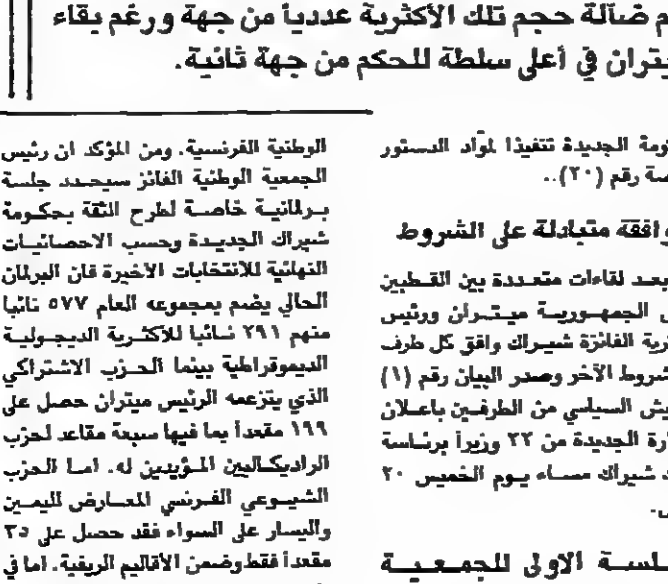 م ضآلة حجم تلك الأكثرية عددياً من جهة ورغم بقاء
يتران في أعلى سلطة للحكم من جهة ثانية.
ومة الجديدة تنفيذا لمواد الدستور
صة رقم (٢٠)..
وافقة متبادلة على الشروط
بعد لقاءات متعددة بين القطبين
س الجمهورية ميتران ورئيس
ثرية الفائزة شيراك وافق كل طرف
شروط الآخر وصدر البيان رقم (١)
يش السياسي من الطرفين باعلان
ارة الجديدة من ٢٢ وزيراً برئاسة
شيراك مساء يوم الخميس ٢٠
لسة الاولى للجمعية
الوطنية الفرنسية. ومن المؤكد ان رئيس
الجمعية الوطنية الفائز سيحدد جلسة
برلمانية خاصة لطرح الثقة بحكومة
شيراك الجديدة وحسب الاحصائيات
النهائية للانتخابات الأخيرة فان البرلمان
الحالي يضم بمجموعه العام ٥٧٧ نائبا
منهم ٢٩١ نائبا للأكثرية الديجولية
الديموقراطية بينما الحزب الاشتراكي
الذي يتزعمه الرئيس ميتران حصل على
١٩٩ مقعداً بما فيها سبعة مقاعد لحزب
الراديكاليين المؤيدين له. اما الحزب
الشيوعي الفرنسي المعارض لليمين
واليسار على السواء فقد حصل على ٣٥
مقعداً فقط وضمن الأقاليم الريفية. اما في